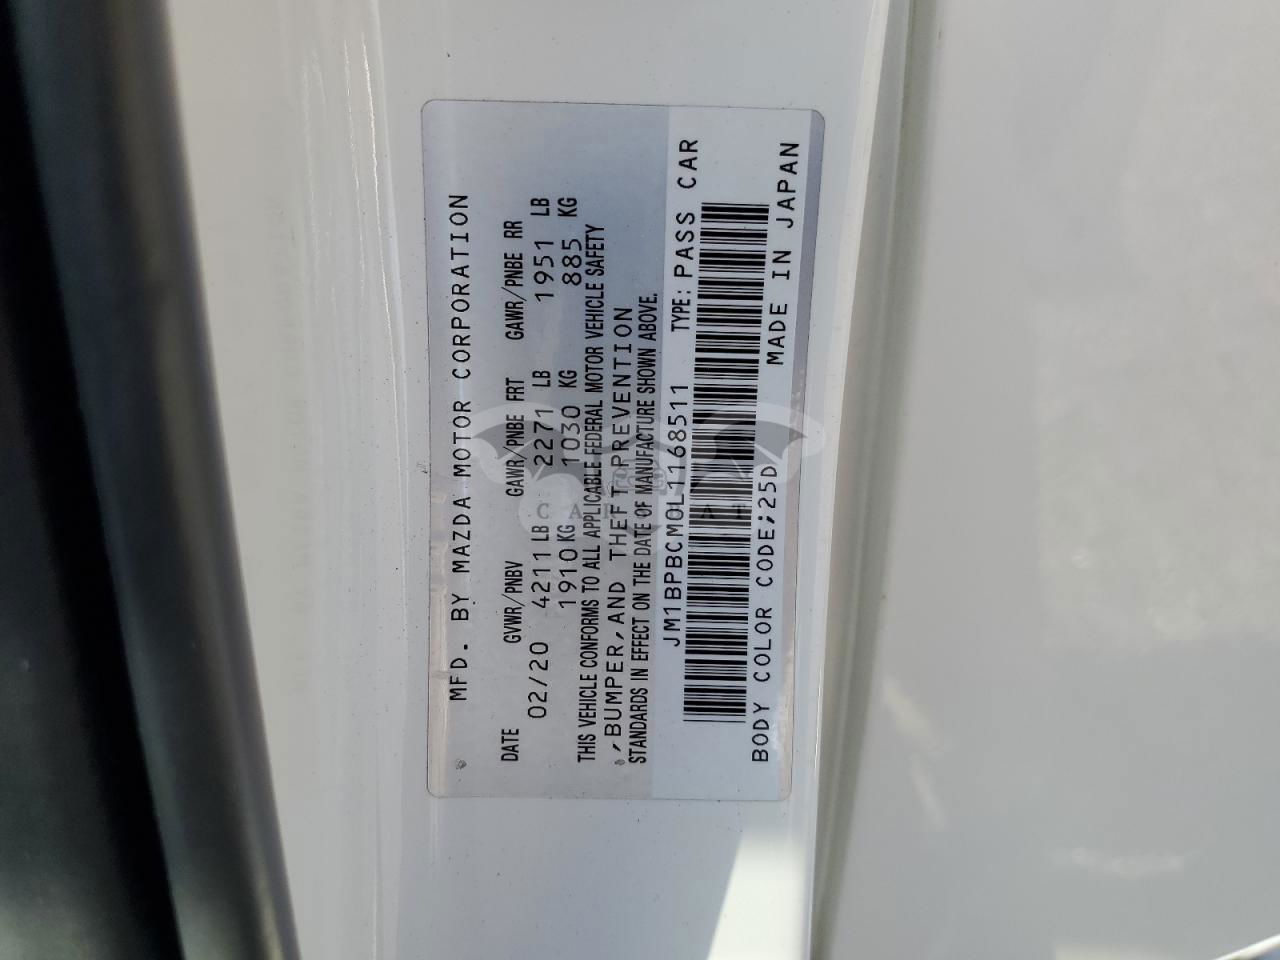 MFD. BY MAZDA MOTOR CORPORATION
DATE GVWR/PNBV GAWR/PNBE FRT GAWR/PNBE RR
02/20 4211 LB 2271 LB 1951 LB
1910 KG 1030 KG 885 KG
THIS VEHICLE CONFORMS TO ALL APPLICABLE FEDERAL MOTOR VEHICLE SAFETY
,BUMPER,AND THEFT PREVENTION
STANDARDS IN EFFECT ON THE DATE OF MANUFACTURE SHOWN ABOVE.
JM1BPBCM0L1168511 TYPE: PASS CAR
BODY COLOR CODE;25D MADE IN JAPAN